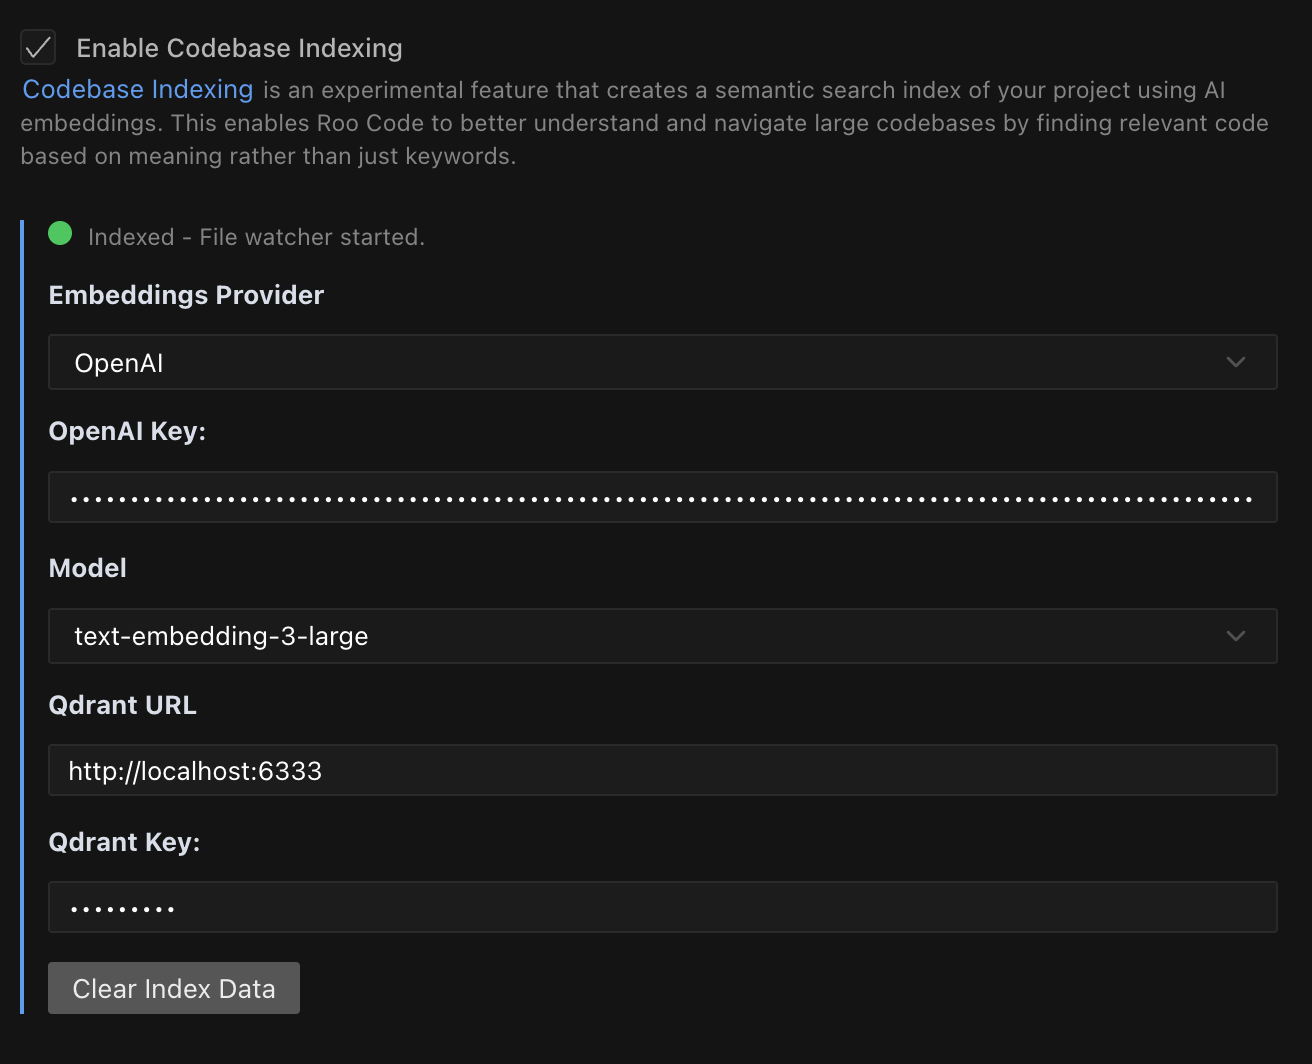 Enable Codebase Indexing
Codebase Indexing is an experimental feature that creates a semantic search index of your project using AI
embeddings. This enables Roo Code to better understand and navigate large codebases by finding relevant code
based on meaning rather than just keywords.
Indexed - File watcher started.
Embeddings Provider
OpenAI
OpenAI Key:
Model
text-embedding-3-large
Qdrant URL
http://localhost:6333
Qdrant Key:
•••••••••
Clear Index Data